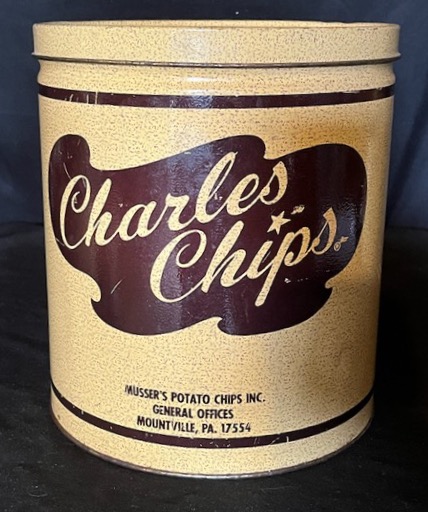 Charles
Chips®
MUSSER'S POTATO CHIPS INC.
GENERAL OFFICES
MOUNTVILLE, PA. 17554